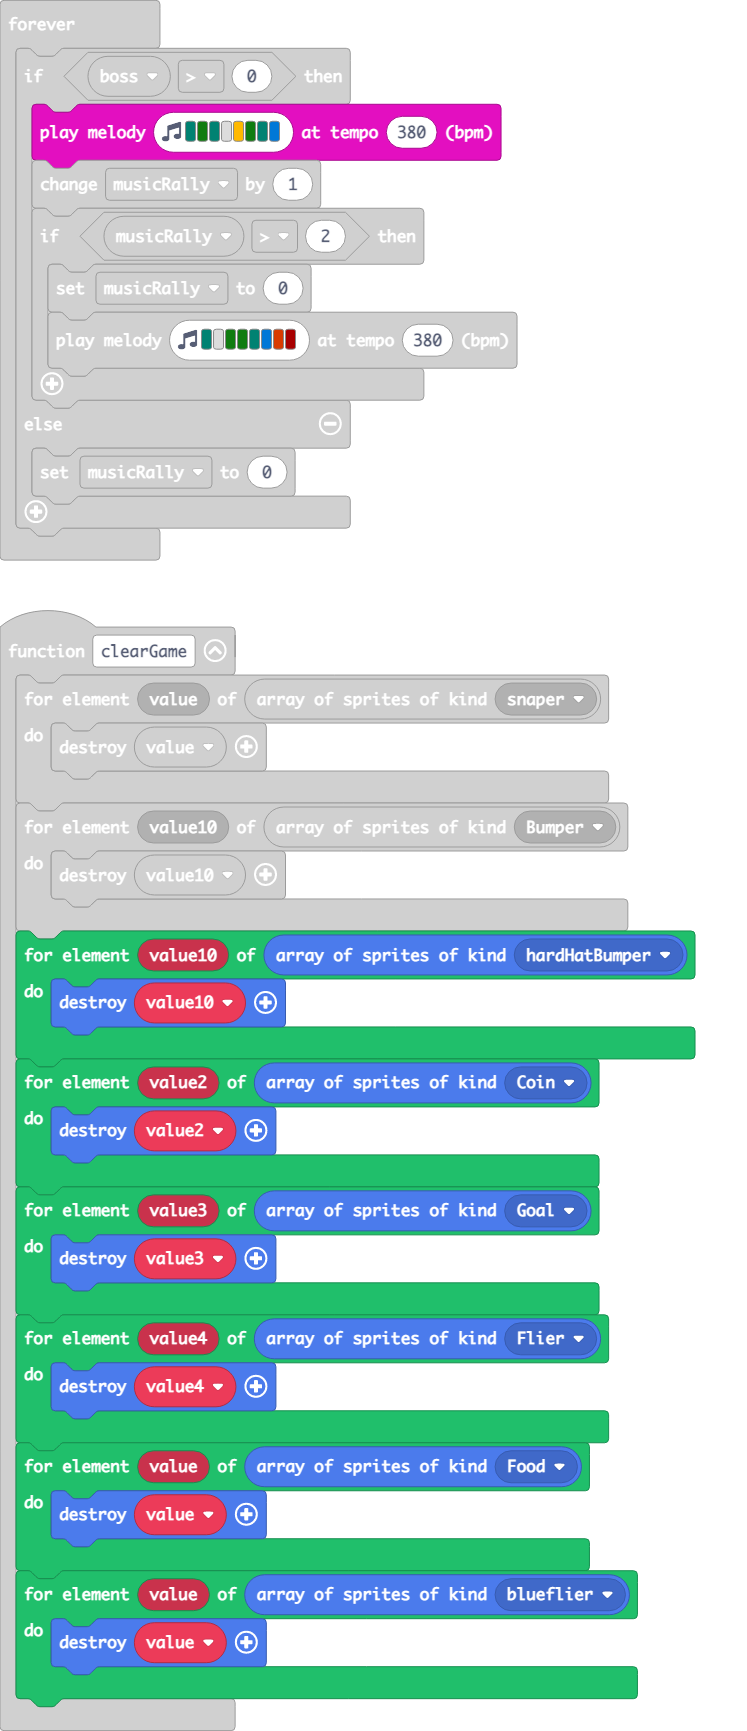 forever
if boss > 0 then
play melody at tempo 380 (bpm)
change musicRally by 1
if musicRally > 2 then
set musicRally to 0
play melody at tempo 380 (bpm)
else
set musicRally to 0
function clearGame
for element value of array of sprites of kind snaper
do destroy value
for element value10 of array of sprites of kind Bumper
do destroy value10
for element value10 of array of sprites of kind hardHatBumper
do destroy value10
for element value2 of array of sprites of kind Coin
do destroy value2
for element value3 of array of sprites of kind Goal
do destroy value3
for element value4 of array of sprites of kind Flier
do destroy value4
for element value of array of sprites of kind Food
do destroy value
for element value of array of sprites of kind blueflier
do destroy value